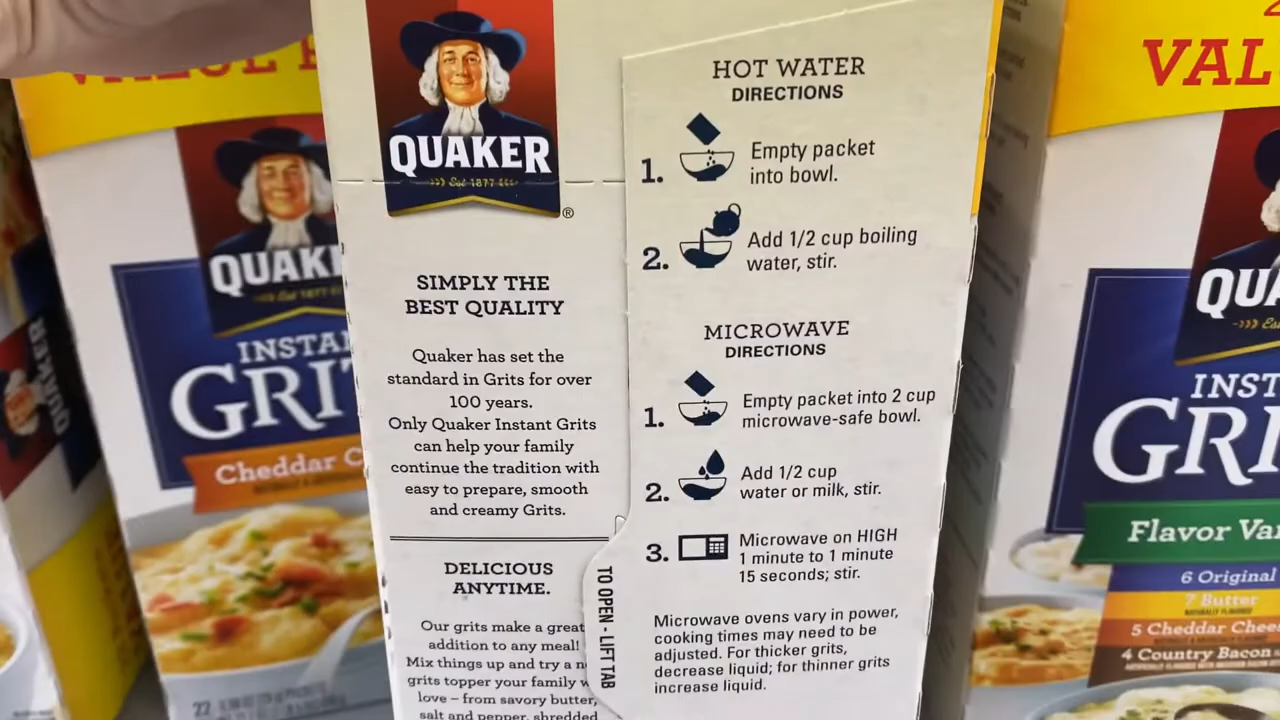 QUAKER
Est 1877
®
SIMPLY THE
BEST QUALITY
Quaker has set the
standard in Grits for over
100 years.
Only Quaker Instant Grits
can help your family
continue the tradition with
easy to prepare, smooth
and creamy Grits.
DELICIOUS
ANYTIME.
Our grits make a great
addition to any meal!
Mix things up and try a
grits topper your family
love – from savory butter,
salt and pepper, shredded
HOT WATER
DIRECTIONS
1. Empty packet
into bowl.
2. Add 1/2 cup boiling
water, stir.
MICROWAVE
DIRECTIONS
1. Empty packet into 2 cup
microwave-safe bowl.
2. Add 1/2 cup
water or milk, stir.
3. Microwave on HIGH
1 minute to 1 minute
15 seconds; stir.
Microwave ovens vary in power,
cooking times may need to be
adjusted. For thicker grits,
decrease liquid; for thinner grits
increase liquid.
TO OPEN - LIFT TAB
VALUE
QUAK
INSTA
GRIT
Cheddar C
22
QUAKER
VAL
QUA
INST
GRI
Flavor Va
6 Original
7 Butter
NATURALLY FLAVORED
5 Cheddar Chee
4 Country Bacon